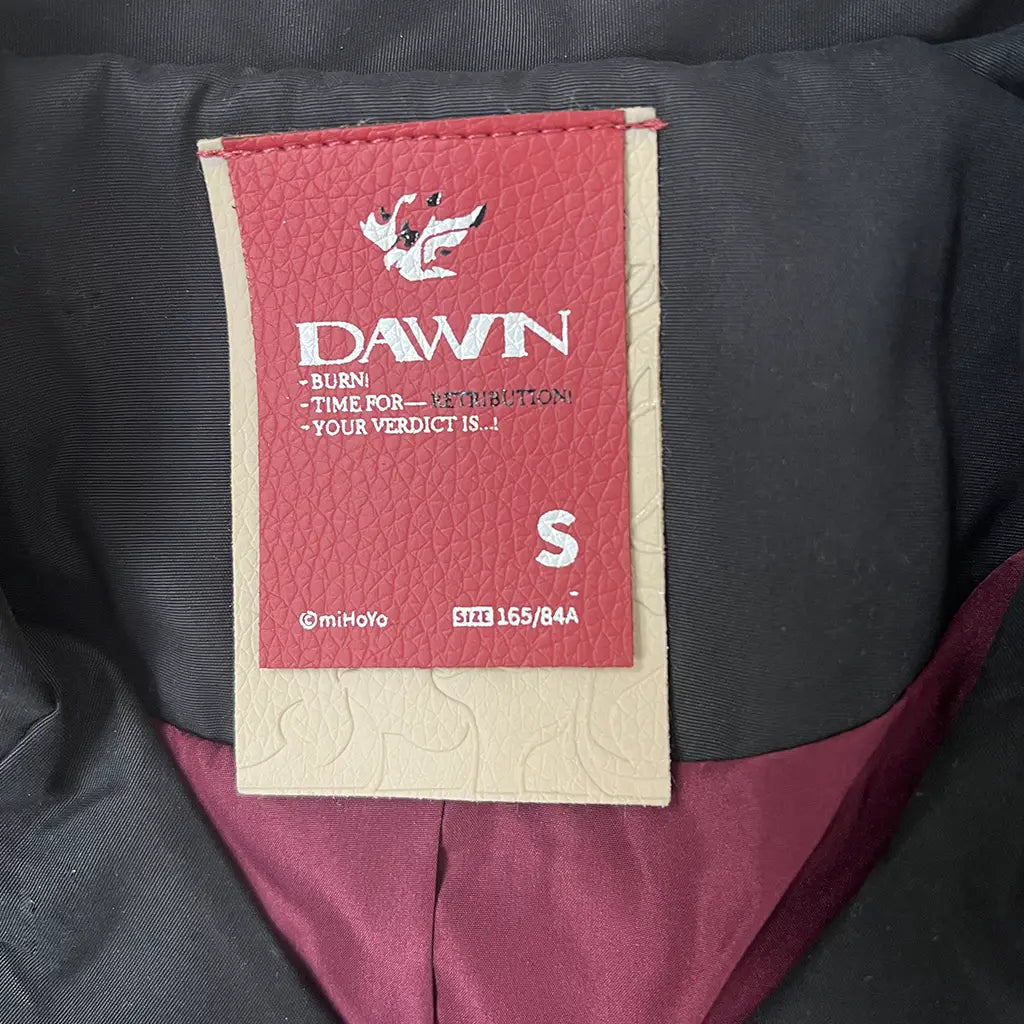 DAWN
- BURN!
- TIME FOR— RETRIBUTION!
- YOUR VERDICT IS...!
S
©miHoYo SIZE 165/84A